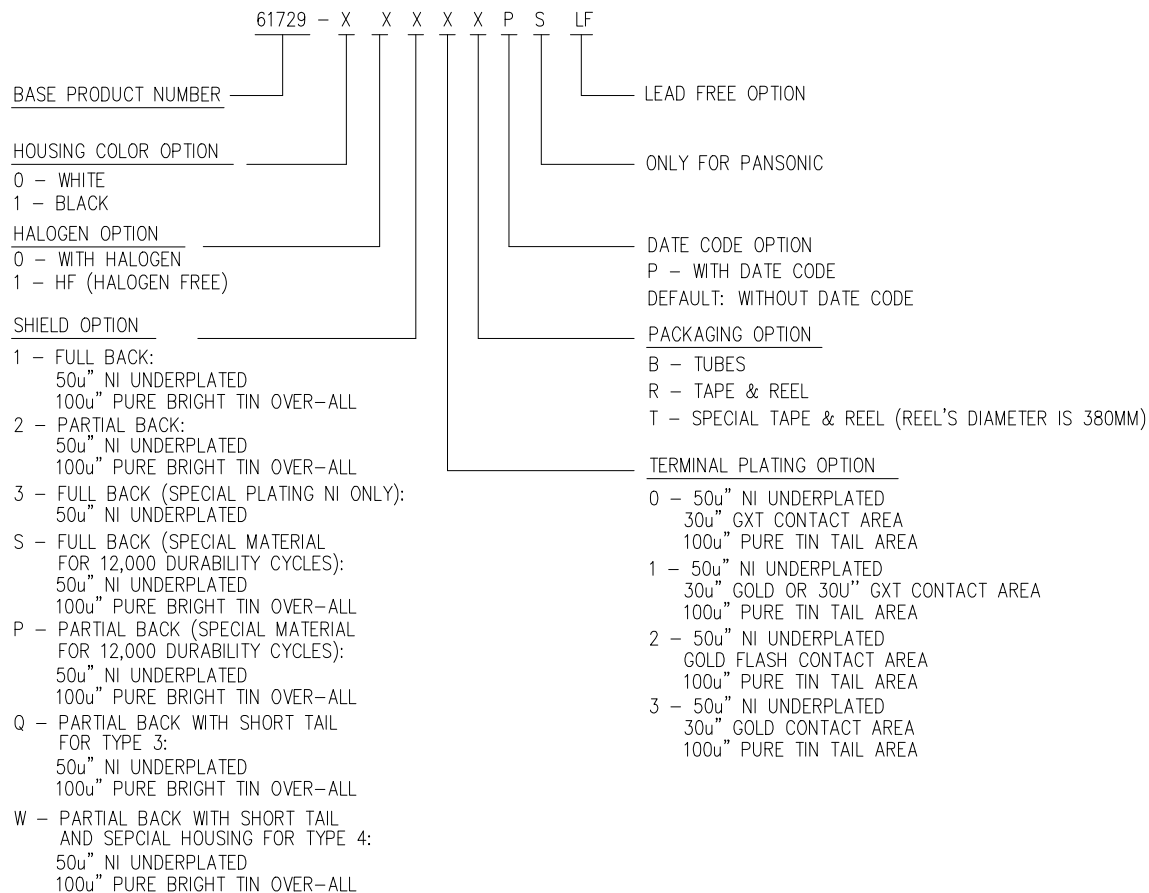 61729 - X X X X X P S LF
BASE PRODUCT NUMBER
HOUSING COLOR OPTION
0 - WHITE
1 - BLACK
HALOGEN OPTION
0 - WITH HALOGEN
1 - HF (HALOGEN FREE)
SHIELD OPTION
1 - FULL BACK:
50u" NI UNDERPLATED
100u" PURE BRIGHT TIN OVER-ALL
2 - PARTIAL BACK:
50u" NI UNDERPLATED
100u" PURE BRIGHT TIN OVER-ALL
3 - FULL BACK (SPECIAL PLATING NI ONLY):
50u" NI UNDERPLATED
S - FULL BACK (SPECIAL MATERIAL
FOR 12,000 DURABILITY CYCLES):
50u" NI UNDERPLATED
100u" PURE BRIGHT TIN OVER-ALL
P - PARTIAL BACK (SPECIAL MATERIAL
FOR 12,000 DURABILITY CYCLES):
50u" NI UNDERPLATED
100u" PURE BRIGHT TIN OVER-ALL
Q - PARTIAL BACK WITH SHORT TAIL
FOR TYPE 3:
50u" NI UNDERPLATED
100u" PURE BRIGHT TIN OVER-ALL
W - PARTIAL BACK WITH SHORT TAIL
AND SEPCIAL HOUSING FOR TYPE 4:
50u" NI UNDERPLATED
100u" PURE BRIGHT TIN OVER-ALL
LEAD FREE OPTION
ONLY FOR PANSONIC
DATE CODE OPTION
P - WITH DATE CODE
DEFAULT: WITHOUT DATE CODE
PACKAGING OPTION
B - TUBES
R - TAPE & REEL
T - SPECIAL TAPE & REEL (REEL'S DIAMETER IS 380MM)
TERMINAL PLATING OPTION
0 - 50u" NI UNDERPLATED
30u" GXT CONTACT AREA
100u" PURE TIN TAIL AREA
1 - 50u" NI UNDERPLATED
30u" GOLD OR 30U'' GXT CONTACT AREA
100u" PURE TIN TAIL AREA
2 - 50u" NI UNDERPLATED
GOLD FLASH CONTACT AREA
100u" PURE TIN TAIL AREA
3 - 50u" NI UNDERPLATED
30u" GOLD CONTACT AREA
100u" PURE TIN TAIL AREA